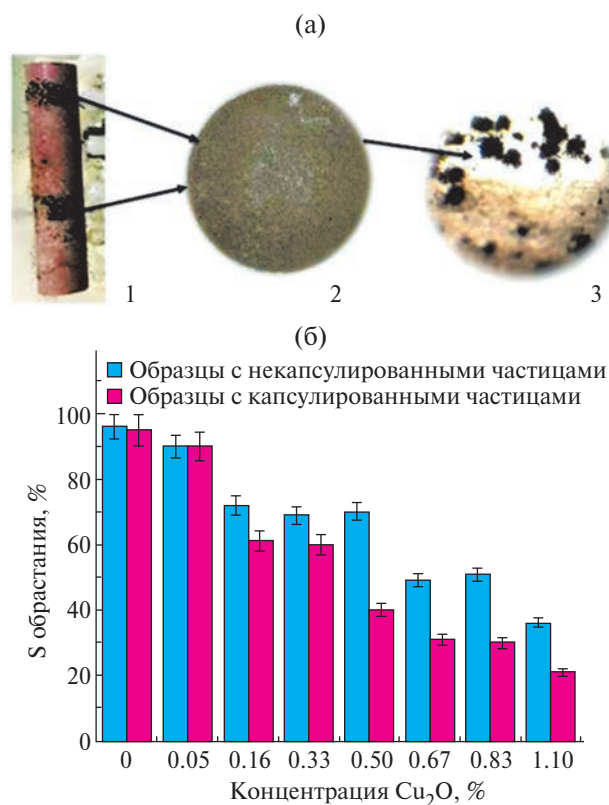 (а)
1
2
3
(б)
Образцы с некапсулированными частицами
Образцы с капсулированными частицами
100
80
60
40
20
0
S обрастания, %
0 0.05 0.16 0.33 0.50 0.67 0.83 1.10
Концентрация Cu₂O, %